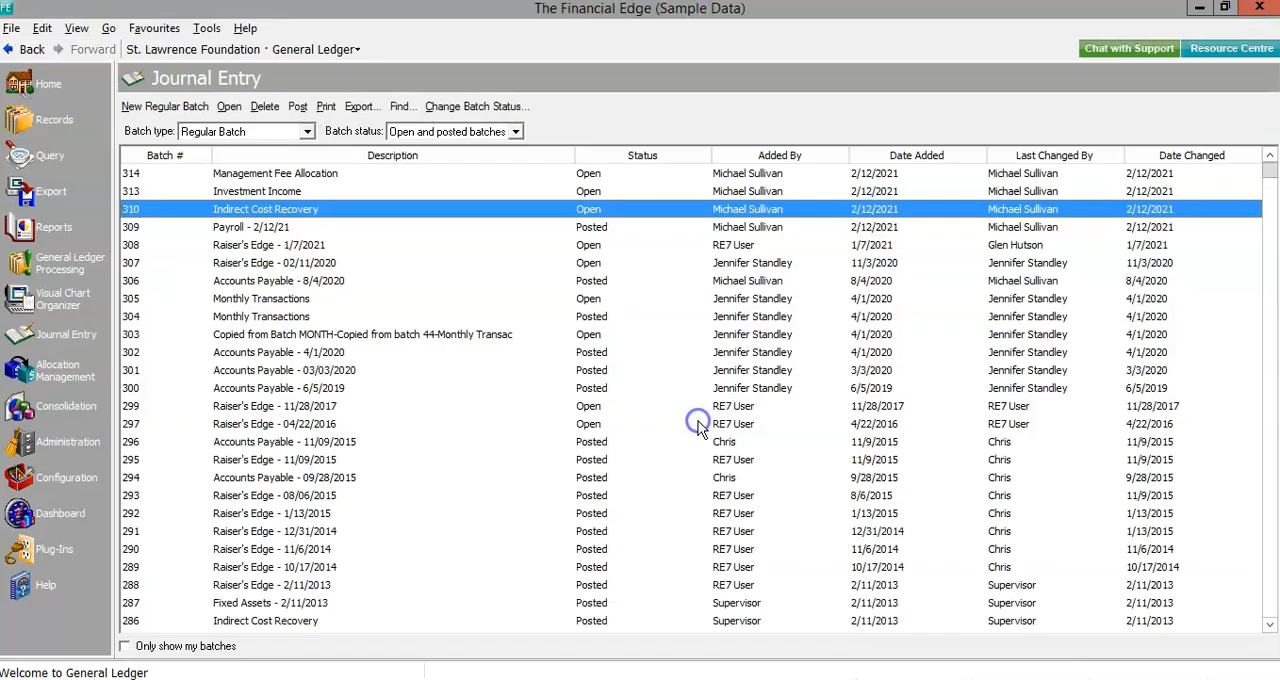 FE The Financial Edge (Sample Data)
File Edit View Go Favourites Tools Help
Back Forward St. Lawrence Foundation · General Ledger Chat with Support Resource Centre
Home
Records
Query
Export
Reports
General Ledger Processing
Visual Chart Organizer
Journal Entry
Allocation Management
Consolidation
Administration
Configuration
Dashboard
Plug-Ins
Help
Journal Entry
New Regular Batch Open Delete Post Print Export... Find... Change Batch Status...
Batch type: Regular Batch Batch status: Open and posted batches
Batch # Description Status Added By Date Added Last Changed By Date Changed
314 Management Fee Allocation Open Michael Sullivan 2/12/2021 Michael Sullivan 2/12/2021
313 Investment Income Open Michael Sullivan 2/12/2021 Michael Sullivan 2/12/2021
310 Indirect Cost Recovery Open Michael Sullivan 2/12/2021 Michael Sullivan 2/12/2021
309 Payroll - 2/12/21 Posted Michael Sullivan 2/12/2021 Michael Sullivan 2/12/2021
308 Raiser's Edge - 1/7/2021 Open RE7 User 1/7/2021 Glen Hutson 1/7/2021
307 Raiser's Edge - 02/11/2020 Open Jennifer Standley 11/3/2020 Jennifer Standley 11/3/2020
306 Accounts Payable - 8/4/2020 Posted Michael Sullivan 8/4/2020 Michael Sullivan 8/4/2020
305 Monthly Transactions Open Jennifer Standley 4/1/2020 Jennifer Standley 4/1/2020
304 Monthly Transactions Posted Jennifer Standley 4/1/2020 Jennifer Standley 4/1/2020
303 Copied from Batch MONTH-Copied from batch 44-Monthly Transac Open Jennifer Standley 4/1/2020 Jennifer Standley 4/1/2020
302 Accounts Payable - 4/1/2020 Posted Jennifer Standley 4/1/2020 Jennifer Standley 4/1/2020
301 Accounts Payable - 03/03/2020 Posted Jennifer Standley 3/3/2020 Jennifer Standley 3/3/2020
300 Accounts Payable - 6/5/2019 Posted Jennifer Standley 6/5/2019 Jennifer Standley 6/5/2019
299 Raiser's Edge - 11/28/2017 Open RE7 User 11/28/2017 RE7 User 11/28/2017
297 Raiser's Edge - 04/22/2016 Open RE7 User 4/22/2016 RE7 User 4/22/2016
296 Accounts Payable - 11/09/2015 Posted Chris 11/9/2015 Chris 11/9/2015
295 Raiser's Edge - 11/09/2015 Posted RE7 User 11/9/2015 Chris 11/9/2015
294 Accounts Payable - 09/28/2015 Posted Chris 9/28/2015 Chris 9/28/2015
293 Raiser's Edge - 08/06/2015 Posted RE7 User 8/6/2015 Chris 11/9/2015
292 Raiser's Edge - 1/13/2015 Posted RE7 User 1/13/2015 Chris 1/13/2015
291 Raiser's Edge - 12/31/2014 Posted RE7 User 12/31/2014 Chris 1/13/2015
290 Raiser's Edge - 11/6/2014 Posted RE7 User 11/6/2014 Chris 11/6/2014
289 Raiser's Edge - 10/17/2014 Posted RE7 User 10/17/2014 Chris 10/17/2014
288 Raiser's Edge - 2/11/2013 Posted RE7 User 2/11/2013 Supervisor 2/11/2013
287 Fixed Assets - 2/11/2013 Posted Supervisor 2/11/2013 Supervisor 2/11/2013
286 Indirect Cost Recovery Posted Supervisor 2/11/2013 Supervisor 2/11/2013
Only show my batches
Welcome to General Ledger